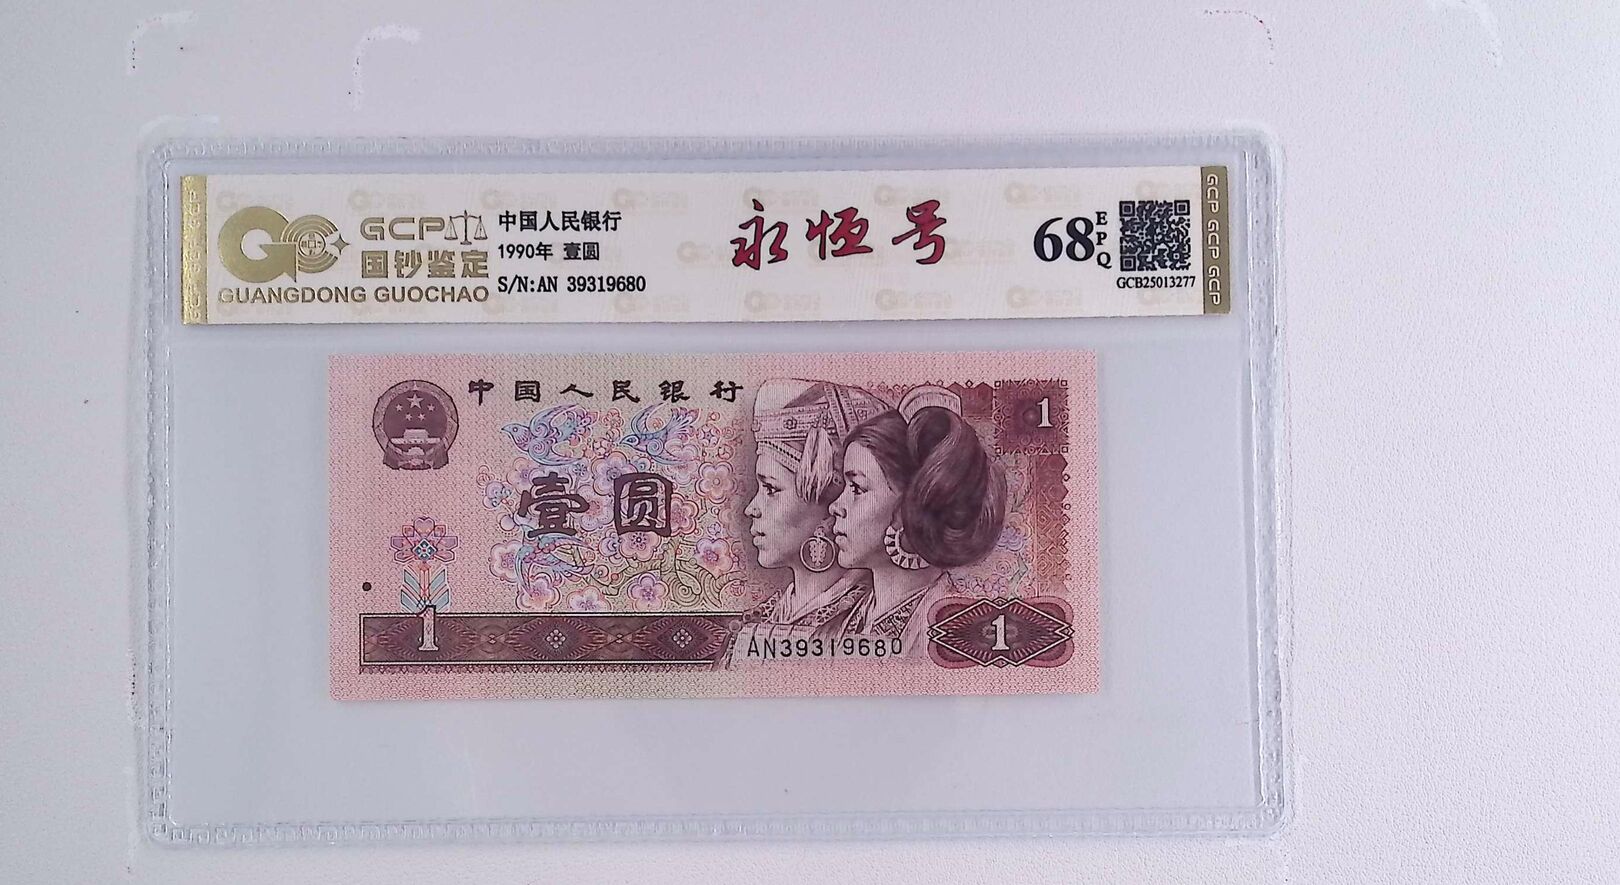 GCP
国钞鉴定
GUANGDONG GUOCHAO
中国人民银行
1990年 壹圆
S/N:AN 39319680
永恒号
68
EPQ
GCB25013277
GCP GCP GCP
中国人民银行
1
壹圆
1
AN39319680
1